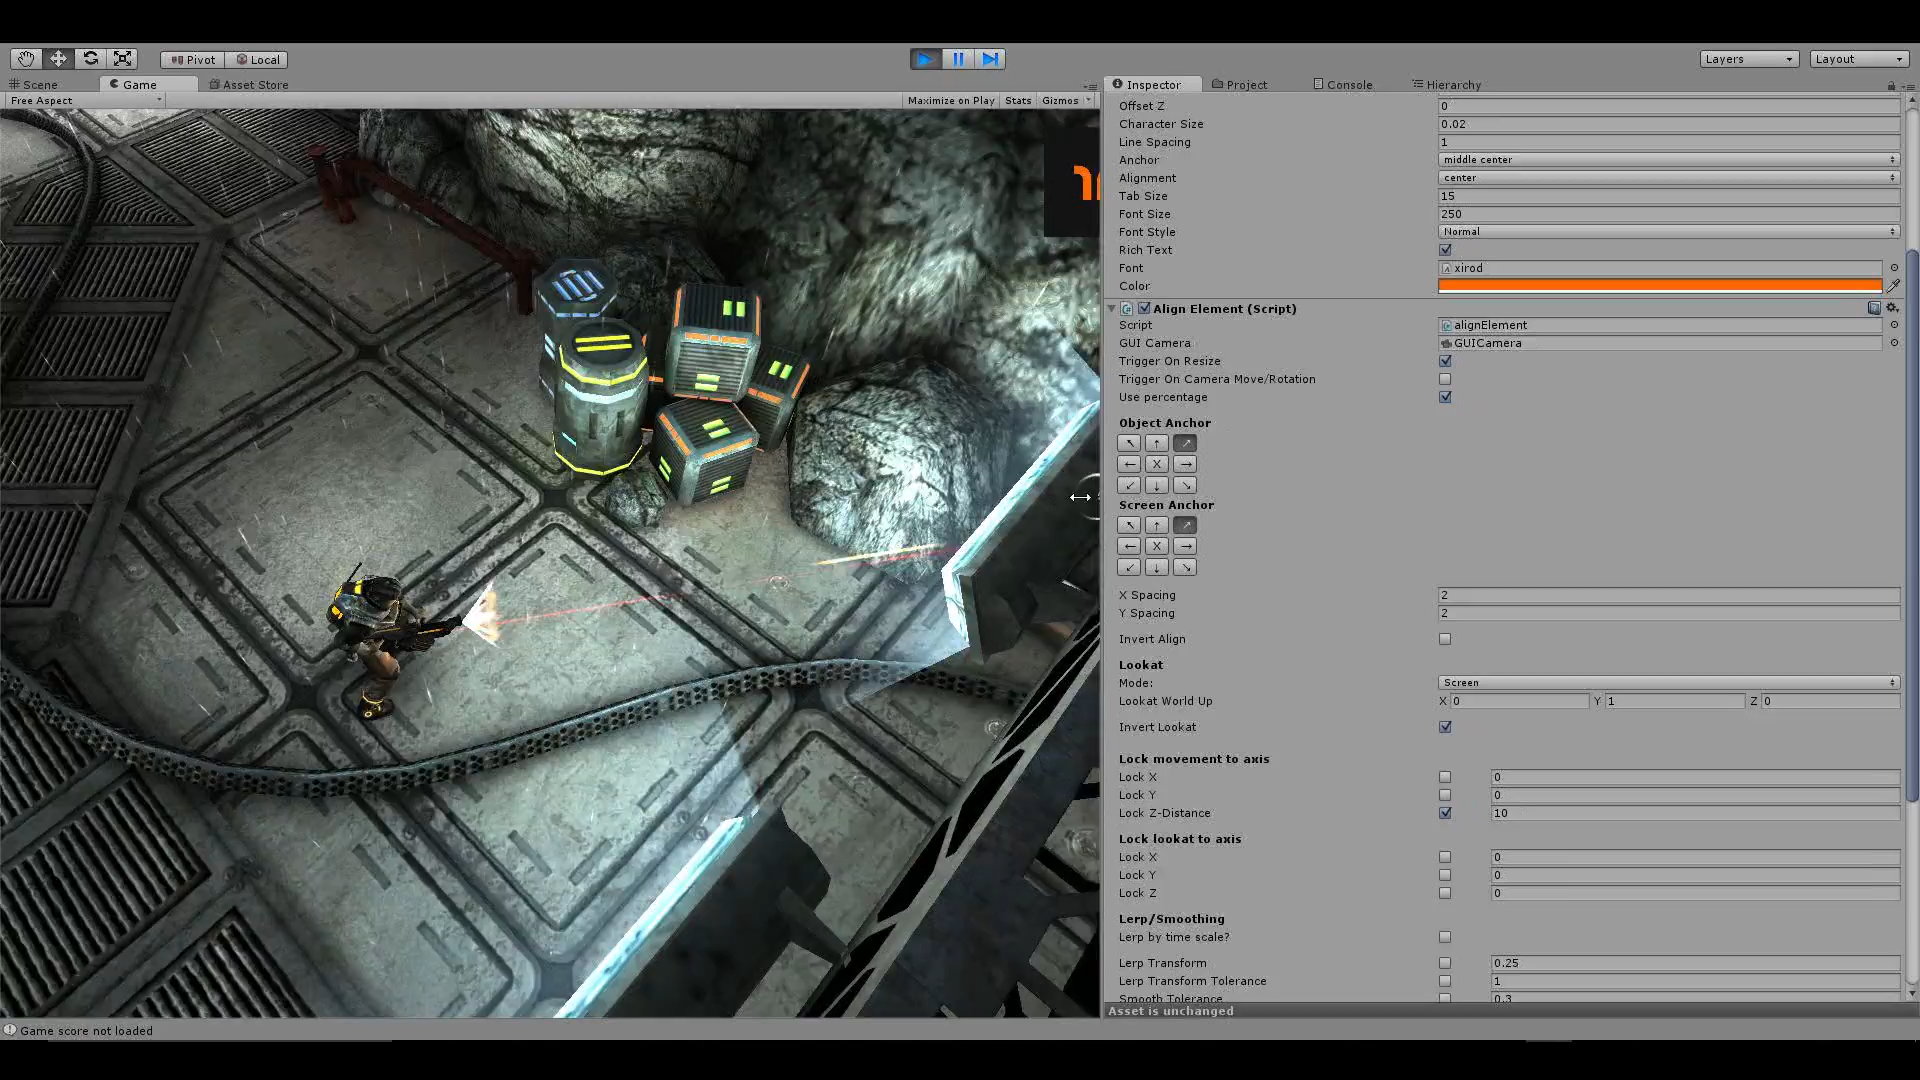 Pivot Local Layers Layout
Scene Game Asset Store Inspector Project Console Hierarchy
Free Aspect Maximize on Play Stats Gizmos
Offset Z 0
Character Size 0.02
Line Spacing 1
Anchor middle center
Alignment center
Tab Size 15
Font Size 250
Font Style Normal
Rich Text
Font xirod
Color
Align Element (Script)
Script alignElement
GUI Camera GUICamera
Trigger On Resize
Trigger On Camera Move/Rotation
Use percentage
Object Anchor
X
Screen Anchor
X
X Spacing 2
Y Spacing 2
Invert Align
Lookat
Mode: Screen
Lookat World Up X 0 Y 1 Z 0
Invert Lookat
Lock movement to axis
Lock X 0
Lock Y 0
Lock Z-Distance 10
Lock lookat to axis
Lock X 0
Lock Y 0
Lock Z 0
Lerp/Smoothing
Lerp by time scale?
Lerp Transform 0.25
Lerp Transform Tolerance 1
Smooth Tolerance 0.3
Asset is unchanged
Game score not loaded